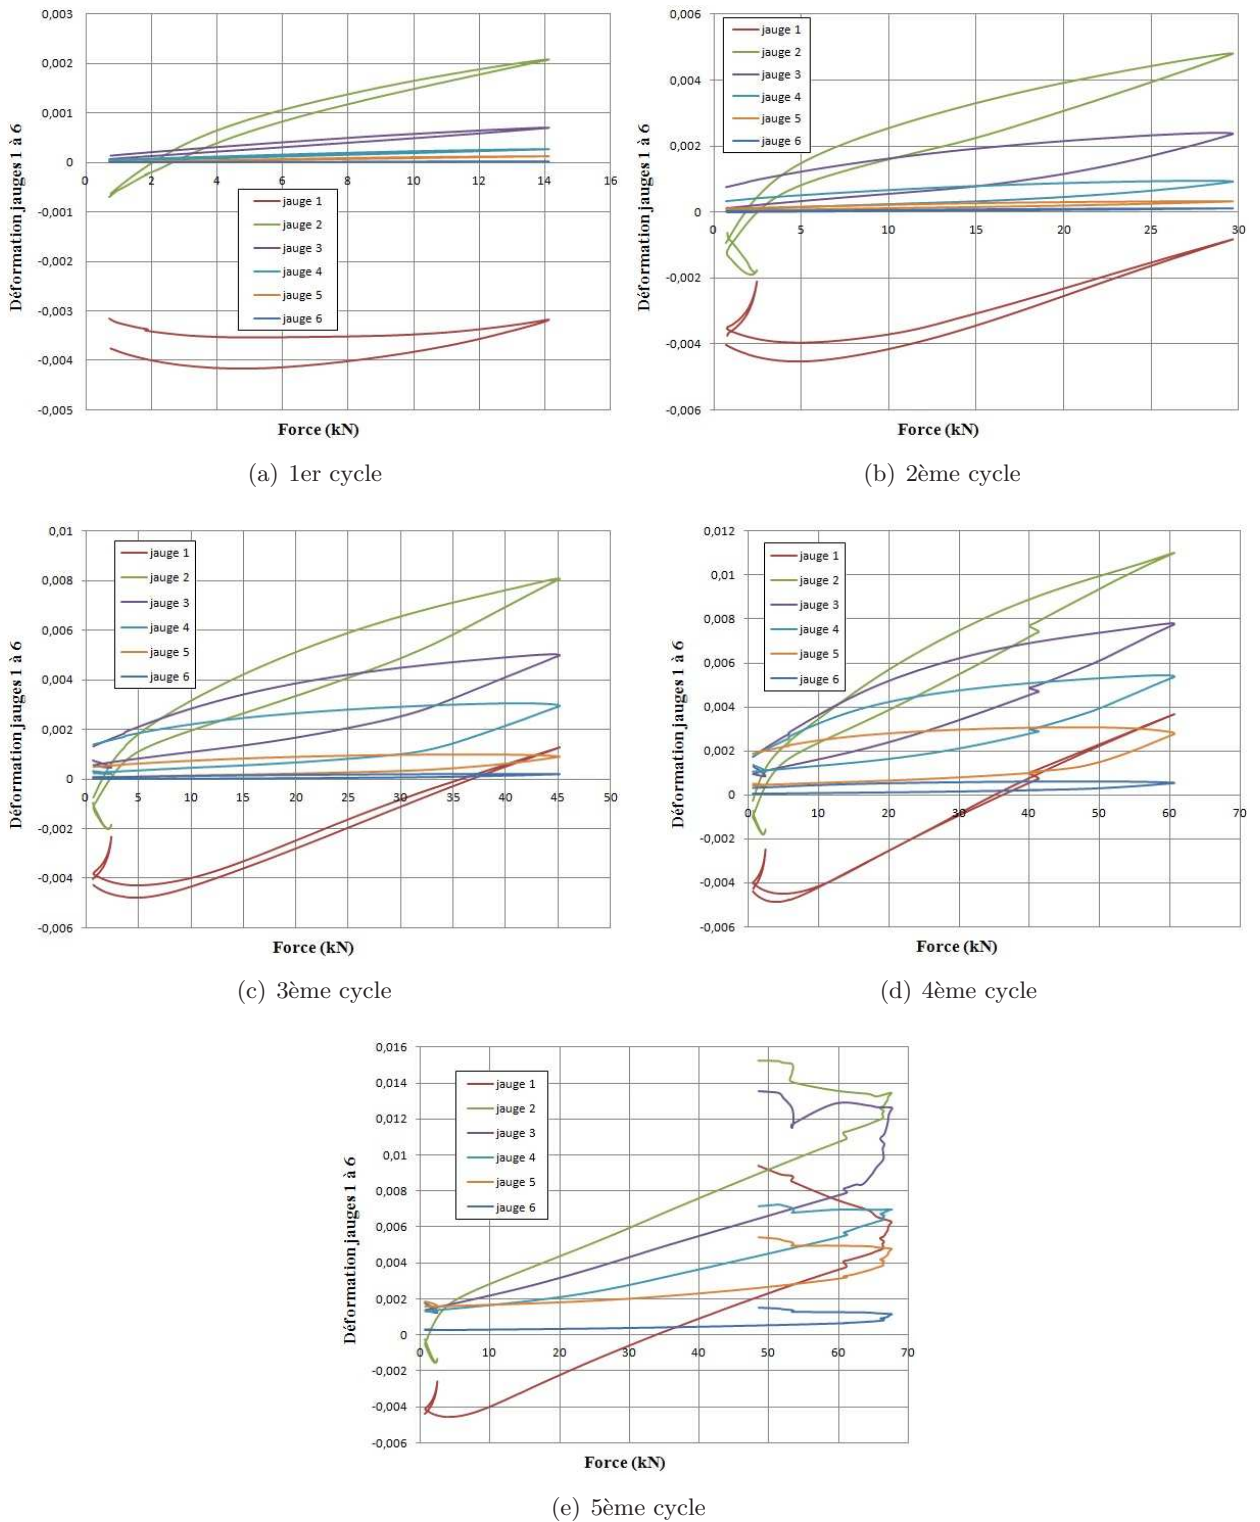 0,003
0,002
0,001
0
-0,001
-0,002
-0,003
-0,004
-0,005
0 2 4 6 8 10 12 14 16
Déformation jauges 1 à 6
Force (kN)
jauge 1
jauge 2
jauge 3
jauge 4
jauge 5
jauge 6
(a) 1er cycle
0,006
0,004
0,002
0
-0,002
-0,004
-0,006
0 5 10 15 20 25 30
Déformation jauges 1 à 6
Force (kN)
jauge 1
jauge 2
jauge 3
jauge 4
jauge 5
jauge 6
(b) 2ème cycle
0,01
0,008
0,006
0,004
0,002
0
-0,002
-0,004
-0,006
0 5 10 15 20 25 30 35 40 45 50
Déformation jauges 1 à 6
Force (kN)
jauge 1
jauge 2
jauge 3
jauge 4
jauge 5
jauge 6
(c) 3ème cycle
0,012
0,01
0,008
0,006
0,004
0,002
0
-0,002
-0,004
-0,006
0 10 20 30 40 50 60 70
Déformation jauges 1 à 6
Force (kN)
jauge 1
jauge 2
jauge 3
jauge 4
jauge 5
jauge 6
(d) 4ème cycle
0,016
0,014
0,012
0,01
0,008
0,006
0,004
0,002
0
-0,002
-0,004
-0,006
0 10 20 30 40 50 60 70
Déformation jauges 1 à 6
Force (kN)
jauge 1
jauge 2
jauge 3
jauge 4
jauge 5
jauge 6
(e) 5ème cycle